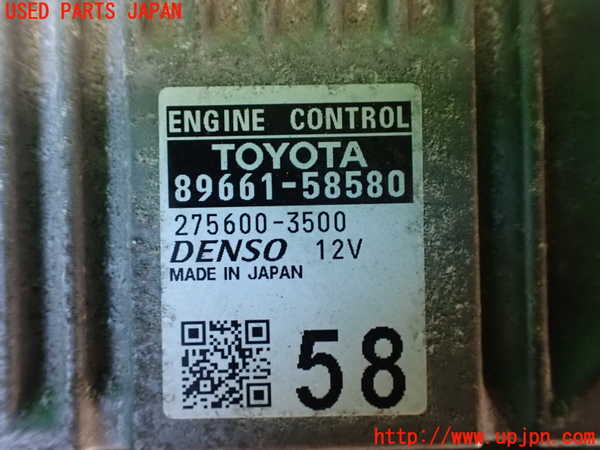 USED PARTS JAPAN
ENGINE CONTROL
TOYOTA
89661-58580
275600-3500
DENSO 12V
MADE IN JAPAN
58
http://www.upjpn.com/